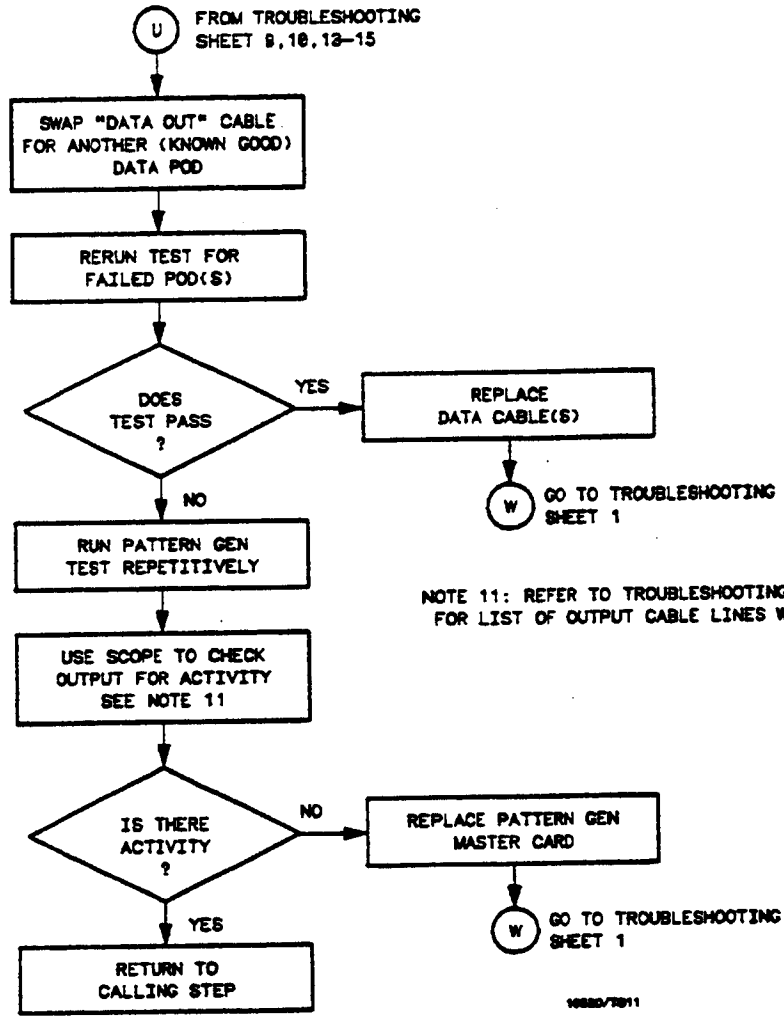 U
FROM TROUBLESHOOTING
SHEET 9,10,13-15
SWAP "DATA OUT" CABLE
FOR ANOTHER (KNOWN GOOD)
DATA POD
RERUN TEST FOR
FAILED POD(S)
DOES
TEST PASS
?
YES
REPLACE
DATA CABLE(S)
W
GO TO TROUBLESHOOTING
SHEET 1
NO
RUN PATTERN GEN
TEST REPETITIVELY
NOTE 11: REFER TO TROUBLESHOOTING
FOR LIST OF OUTPUT CABLE LINES
USE SCOPE TO CHECK
OUTPUT FOR ACTIVITY
SEE NOTE 11
IS THERE
ACTIVITY
?
NO
REPLACE PATTERN GEN
MASTER CARD
W
GO TO TROUBLESHOOTING
SHEET 1
YES
RETURN TO
CALLING STEP